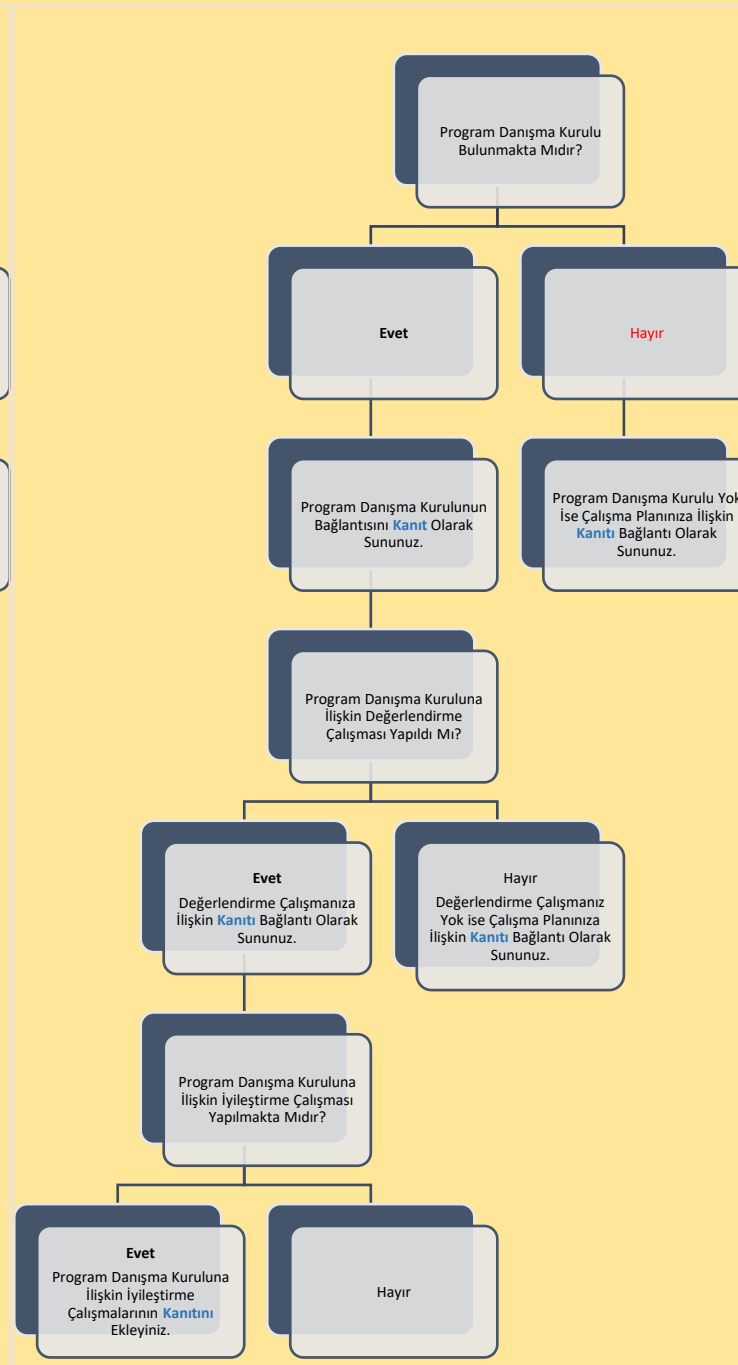 Program Danışma Kurulu
Bulunmakta Mıdır?
Evet
Hayır
Program Danışma Kurulunun
Bağlantısını Kanıt Olarak
Sununuz.
Program Danışma Kurulu Yok
İse Çalışma Planınıza İlişkin
Kanıtı Bağlantı Olarak
Sununuz.
Program Danışma Kuruluna
İlişkin Değerlendirme
Çalışması Yapıldı Mı?
Evet
Değerlendirme Çalışmanıza
İlişkin Kanıtı Bağlantı Olarak
Sununuz.
Hayır
Değerlendirme Çalışmanız
Yok ise Çalışma Planınıza
İlişkin Kanıtı Bağlantı Olarak
Sununuz.
Program Danışma Kuruluna
İlişkin İyileştirme Çalışması
Yapılmakta Mıdır?
Evet
Program Danışma Kuruluna
İlişkin İyileştirme
Çalışmalarının Kanıtını
Ekleyiniz.
Hayır